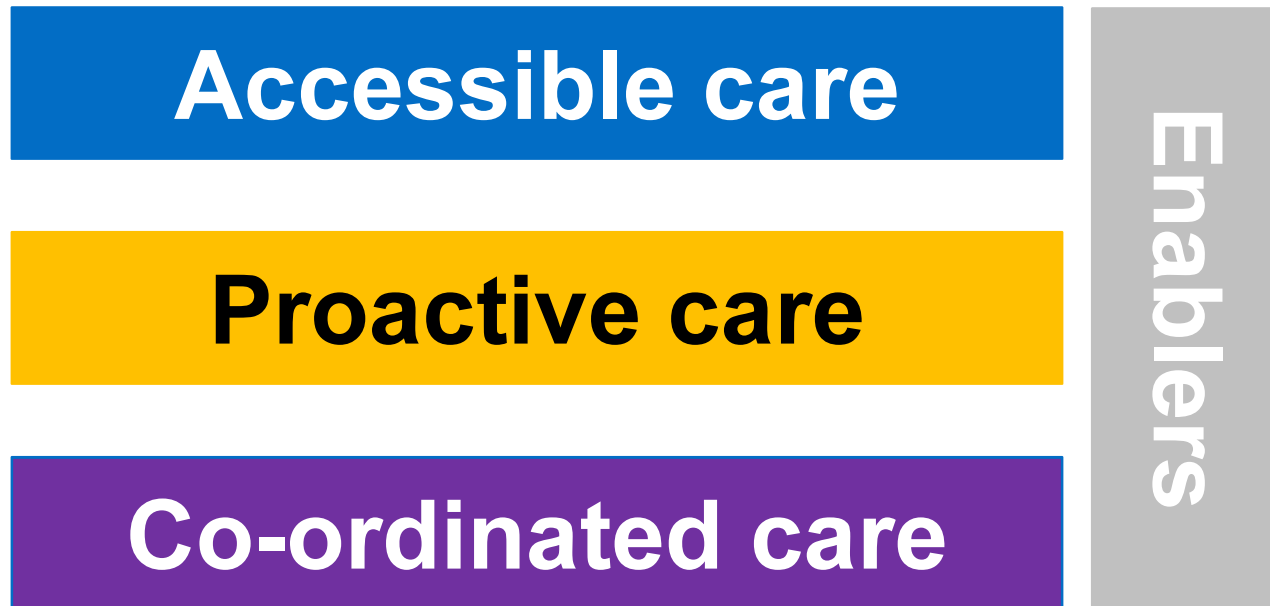 Accessible care
Proactive care
Co-ordinated care
Enablers